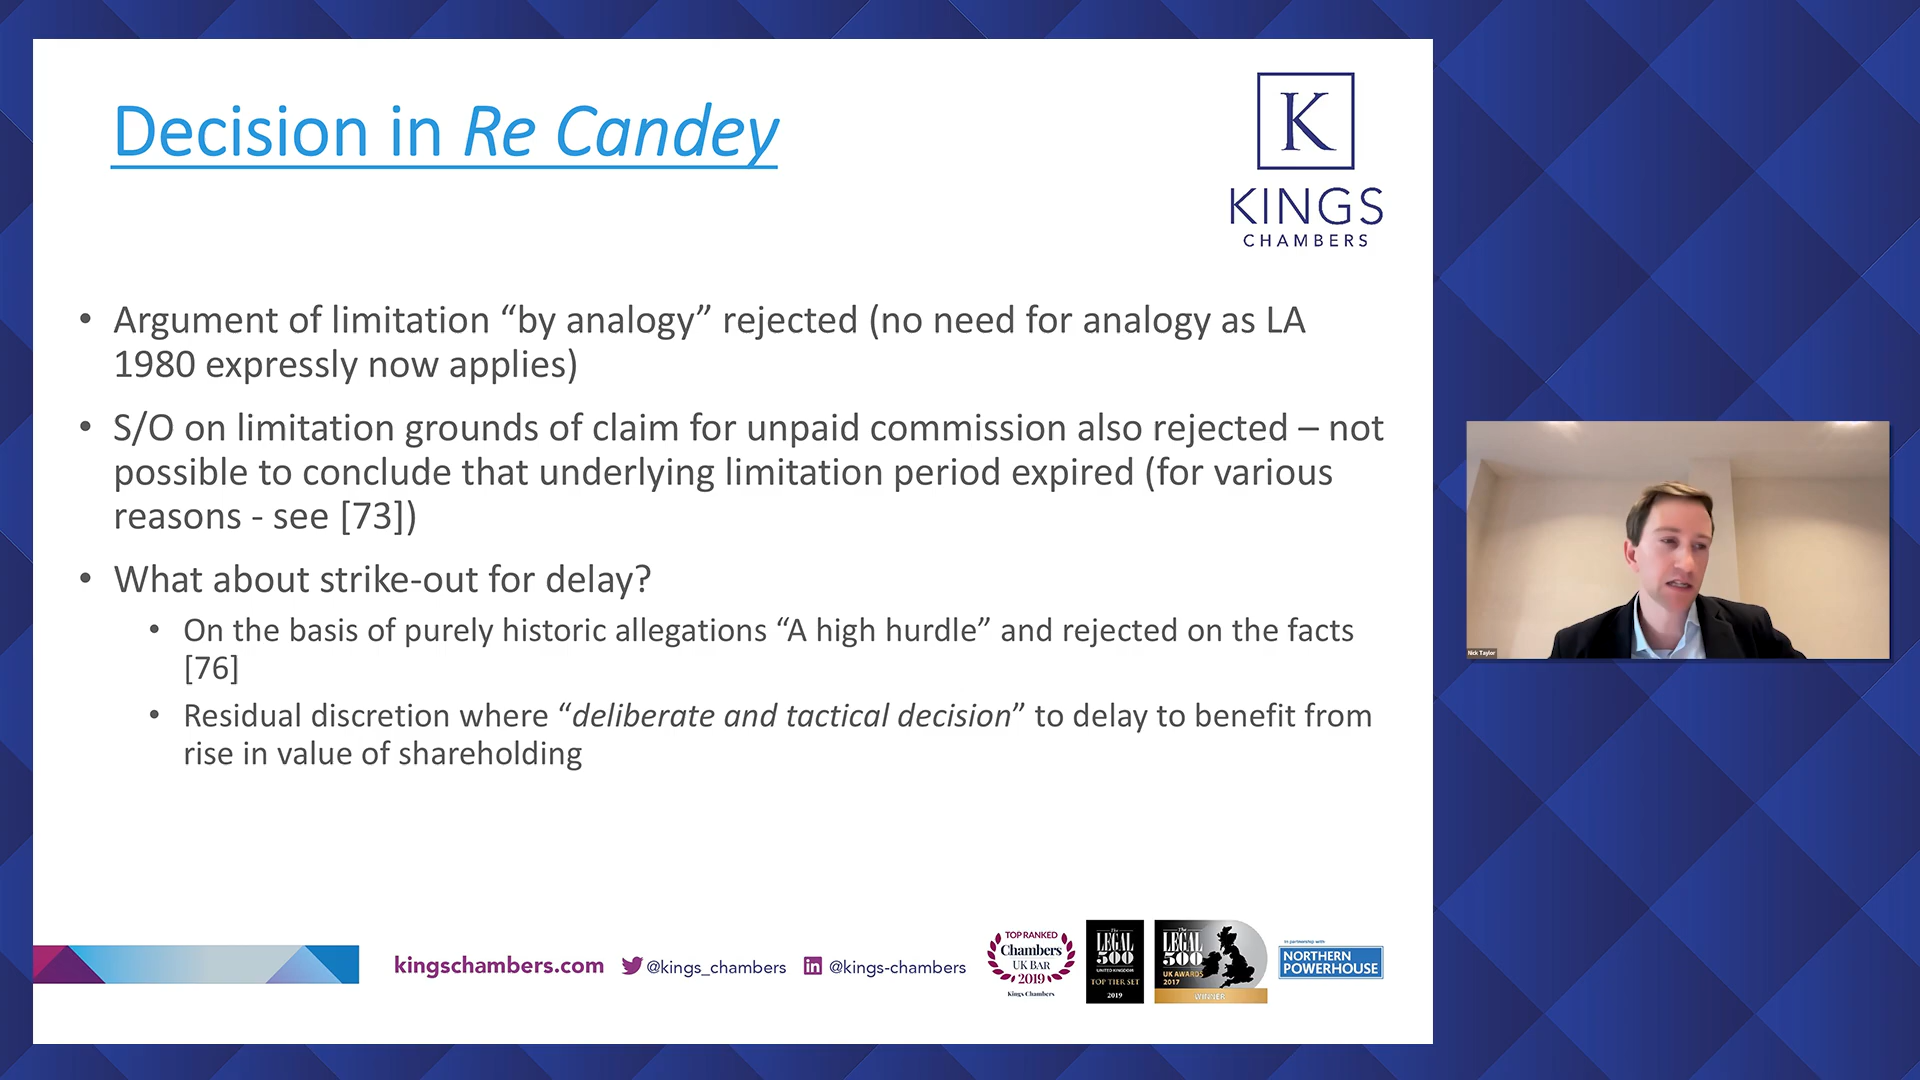 Decision in Re Candey
K
KINGS
CHAMBERS
• Argument of limitation “by analogy” rejected (no need for analogy as LA
1980 expressly now applies)
• S/O on limitation grounds of claim for unpaid commission also rejected – not
possible to conclude that underlying limitation period expired (for various
reasons - see [73])
• What about strike-out for delay?
• On the basis of purely historic allegations “A high hurdle” and rejected on the facts
[76]
• Residual discretion where “deliberate and tactical decision” to delay to benefit from
rise in value of shareholding
Nick Taylor
kingschambers.com @kings_chambers in @kings-chambers
TOP RANKED
Chambers
UK BAR
2019
Kings Chambers
The
LEGAL
500
UNITED KINGDOM
TOP TIER SET
2019
The
LEGAL
500
UK AWARDS
2017
WINNER
In partnership with
NORTHERN
POWERHOUSE